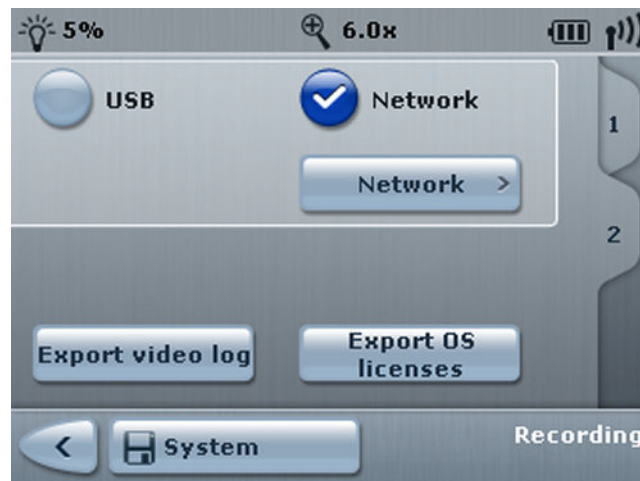 5% 6.0x
USB Network
1
Network >
2
Export video log Export OS
licenses
< System Recording